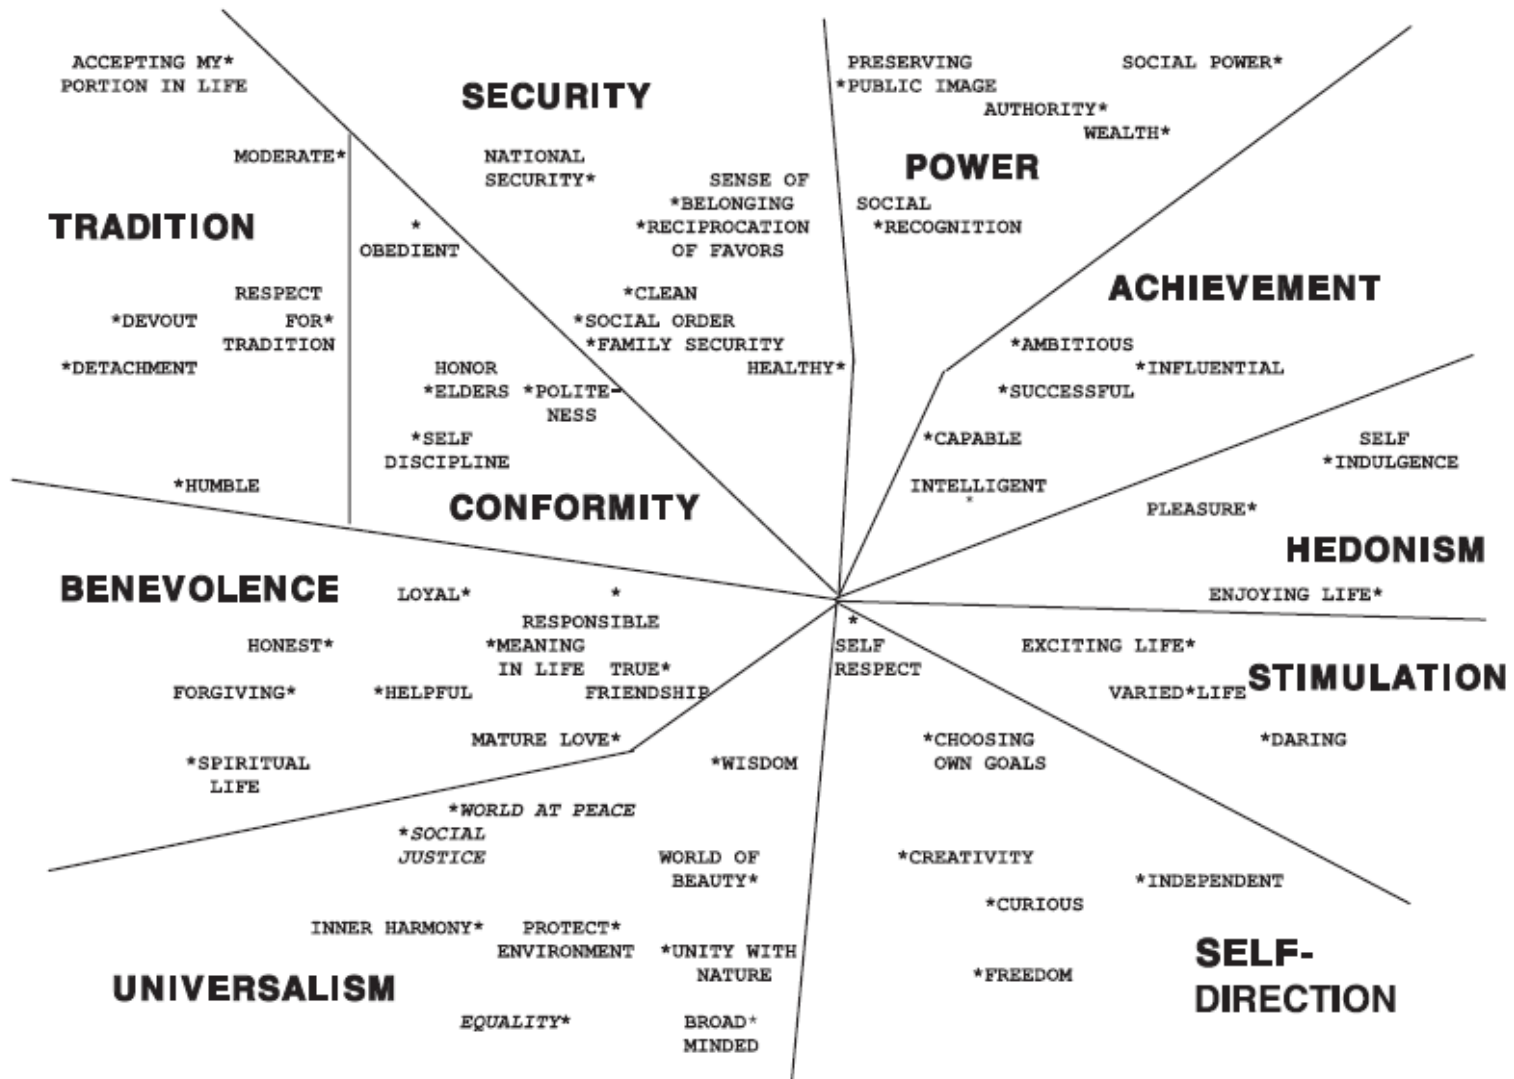 ACCEPTING MY*
PORTION IN LIFE
MODERATE*
TRADITION
RESPECT
FOR*
TRADITION
*DEVOUT
*DETACHMENT
*HUMBLE
SECURITY
NATIONAL
SECURITY*
SENSE OF
*BELONGING
*RECIPROCATION
OF FAVORS
*CLEAN
*SOCIAL ORDER
*FAMILY SECURITY
HEALTHY*
*
OBEDIENT
HONOR
*ELDERS
*POLITE-
NESS
*SELF
DISCIPLINE
CONFORMITY
PRESERVING
*PUBLIC IMAGE
SOCIAL POWER*
AUTHORITY*
WEALTH*
POWER
SOCIAL
*RECOGNITION
ACHIEVEMENT
*AMBITIOUS
*INFLUENTIAL
*SUCCESSFUL
*CAPABLE
INTELLIGENT
*
SELF
*INDULGENCE
PLEASURE*
HEDONISM
ENJOYING LIFE*
BENEVOLENCE
LOYAL*
*
RESPONSIBLE
HONEST*
*MEANING
IN LIFE
TRUE*
FRIENDSHIP
FORGIVING*
*HELPFUL
MATURE LOVE*
*SPIRITUAL
LIFE
*
SELF
RESPECT
EXCITING LIFE*
VARIED*LIFE
STIMULATION
*DARING
*WISDOM
*WORLD AT PEACE
*SOCIAL
JUSTICE
WORLD OF
BEAUTY*
INNER HARMONY*
PROTECT*
ENVIRONMENT
*UNITY WITH
NATURE
UNIVERSALISM
EQUALITY*
BROAD*
MINDED
*CHOOSING
OWN GOALS
*CREATIVITY
*INDEPENDENT
*CURIOUS
*FREEDOM
SELF-
DIRECTION